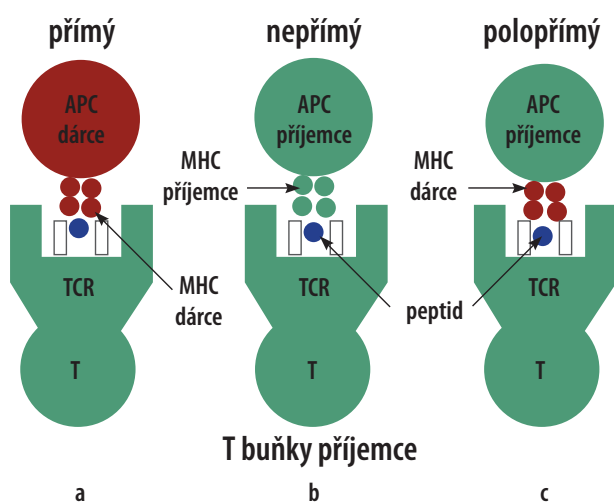 přímý
nepřímý
polopřímý
APC
dárce
APC
příjemce
APC
příjemce
MHC
příjemce
MHC
dárce
TCR
MHC
dárce
TCR
peptid
TCR
T
T
T
T buňky příjemce
a
b
c